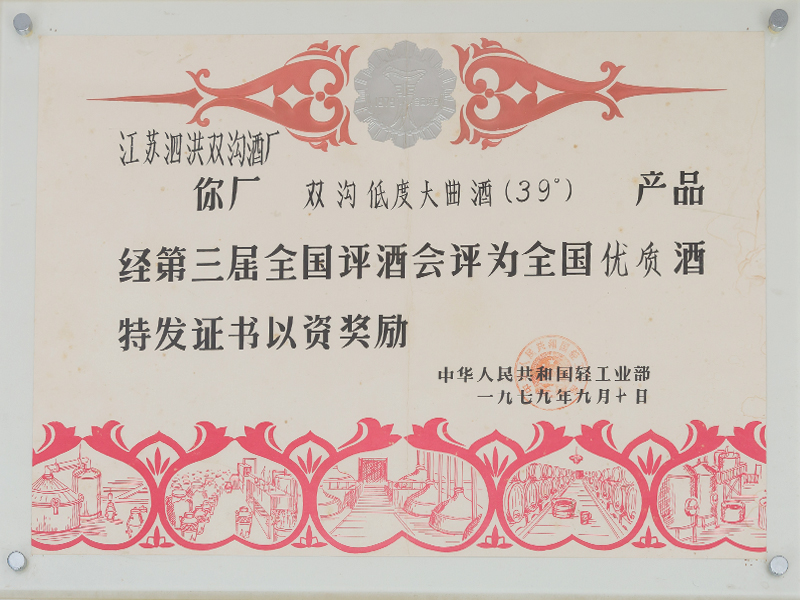 江苏泗洪双沟酒厂
你厂 双沟低度大曲酒(39°) 产品
经第三届全国评酒会评为全国优质酒
特发证书以资奖励
中华人民共和国轻工业部
一九七九年九月十日